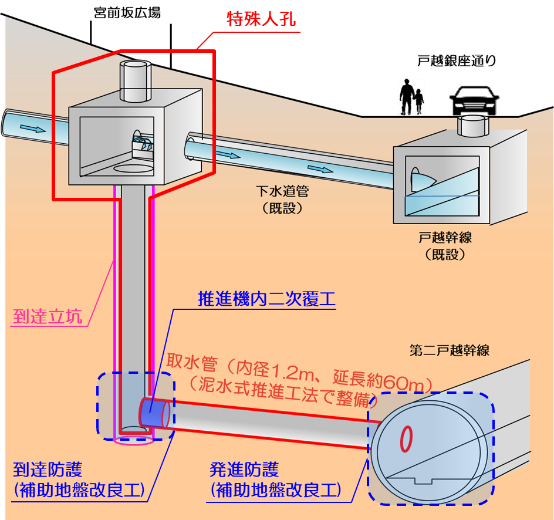 宮前坂広場
特殊人孔
戸越銀座通り
下水道管
（既設）
戸越幹線
（既設）
到達立坑
推進機内二次覆工
取水管（内径1.2m、延長約60m）
（泥水式推進工法で整備）
第二戸越幹線
到達防護
(補助地盤改良工)
発進防護
(補助地盤改良工)